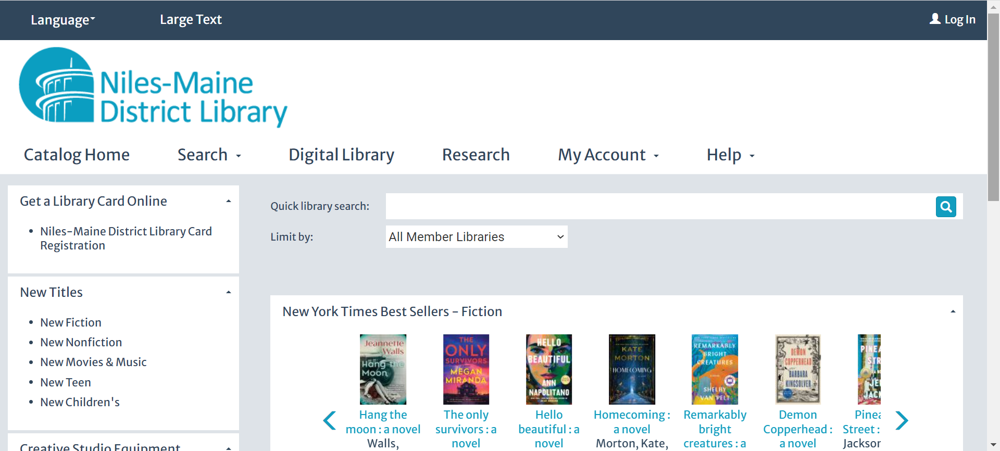 Language
Large Text
Log In
Niles-Maine
District Library
Catalog Home
Search
Digital Library
Research
My Account
Help
Get a Library Card Online
Niles-Maine District Library Card
Registration
New Titles
New Fiction
New Nonfiction
New Movies & Music
New Teen
New Children's
Creative Studio Equipment
Quick library search:
Limit by:
All Member Libraries
New York Times Best Sellers - Fiction
Jeannette
Walls
Hang the
Moon
THE
ONLY
SURVIVORS
MEGAN
MIRANDA
HELLO
BEAUTIFUL
ANN
NAPOLITANO
KATE
MORTON
HOMECOMING
REMARKABLY
BRIGHT
CREATURES
SHELBY
VAN PELT
DEMON
COPPERHEAD
BARBARA
KINGSOLVER
PINEA
STR
JE
JACK
Hang the
moon : a novel
Walls,
The only
survivors : a
novel
Hello
beautiful : a
novel
Homecoming :
a novel
Morton, Kate,
Remarkably
bright
creatures : a
Demon
Copperhead :
a novel
Pinea
Street :
Jackson